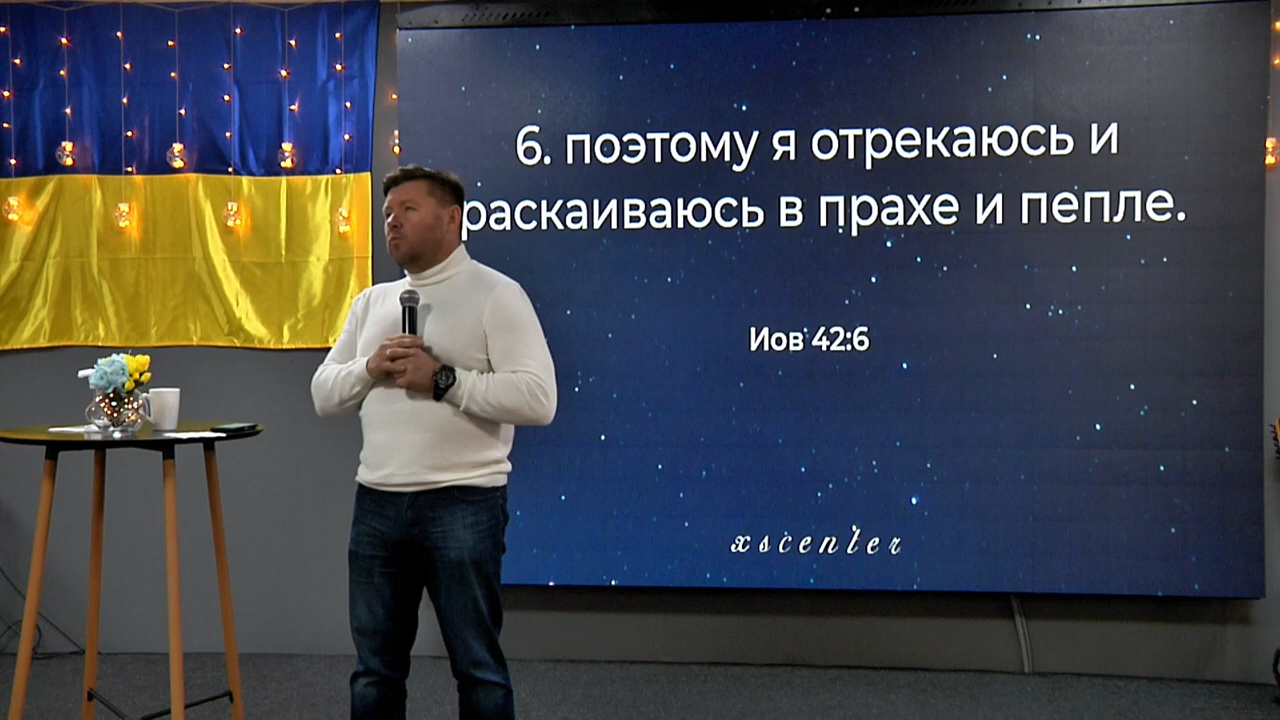 6. поэтому я отрекаюсь и
раскаиваюсь в прахе и пепле.
Иов 42:6
xscenter